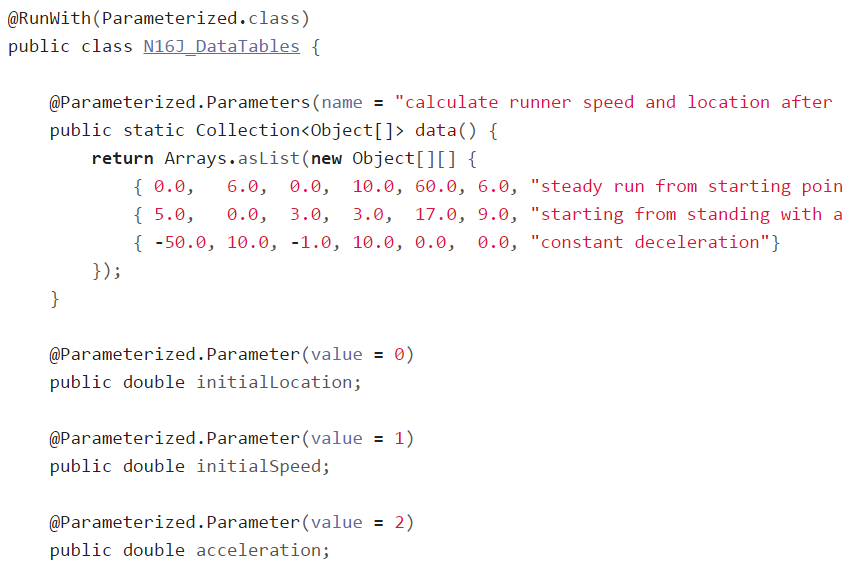 @RunWith(Parameterized.class)
public class N16J_DataTables {
@Parameterized.Parameters(name = "calculate runner speed and location after
public static Collection<Object[]> data() {
return Arrays.asList(new Object[][] {
{ 0.0, 6.0, 0.0, 10.0, 60.0, 6.0, "steady run from starting poin
{ 5.0, 0.0, 3.0, 3.0, 17.0, 9.0, "starting from standing with a
{ -50.0, 10.0, -1.0, 10.0, 0.0, 0.0, "constant deceleration"}
});
}
@Parameterized.Parameter(value = 0)
public double initialLocation;
@Parameterized.Parameter(value = 1)
public double initialSpeed;
@Parameterized.Parameter(value = 2)
public double acceleration;